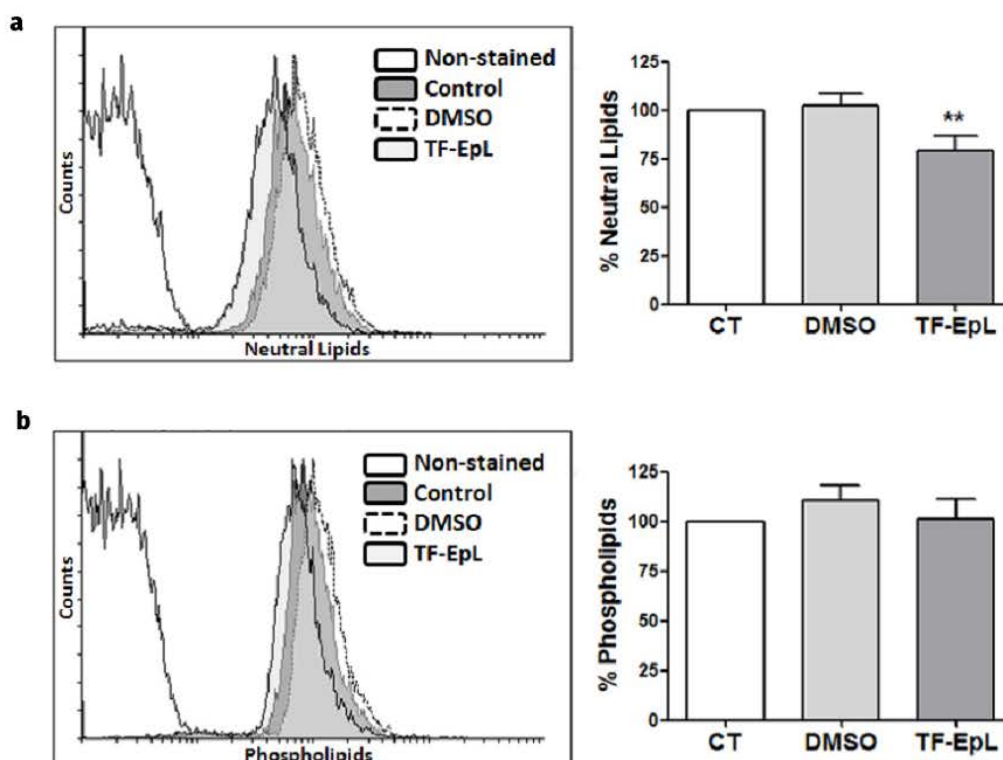 a
Non-stained
Control
DMSO
TF-EpL
Counts
Neutral Lipids
% Neutral Lipids
125
100
75
50
25
0
**
CT DMSO TF-EpL
b
Non-stained
Control
DMSO
TF-EpL
Counts
Phospholipids
% Phospholipids
125
100
75
50
25
0
CT DMSO TF-EpL